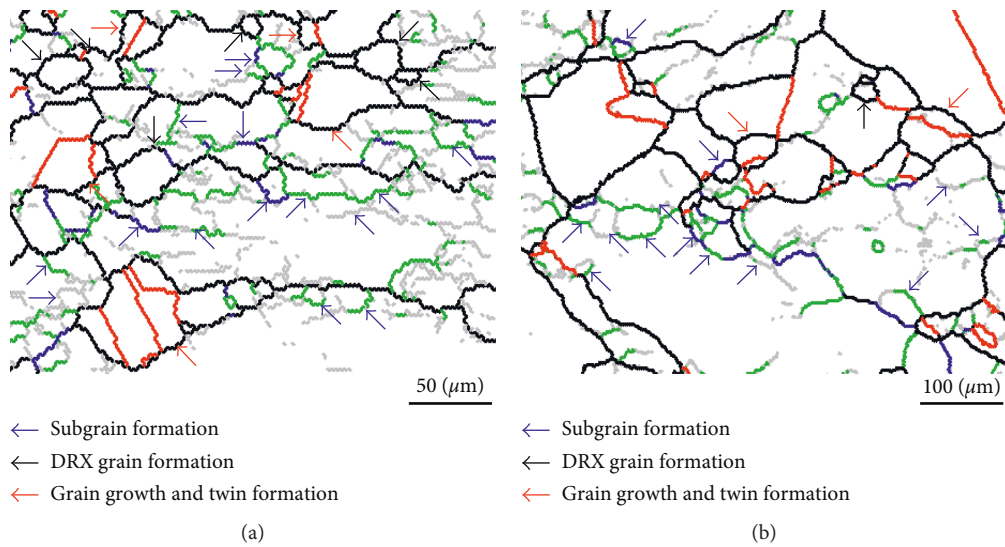 50 (μm)
100 (μm)
Subgrain formation
DRX grain formation
Grain growth and twin formation
(a)
Subgrain formation
DRX grain formation
Grain growth and twin formation
(b)